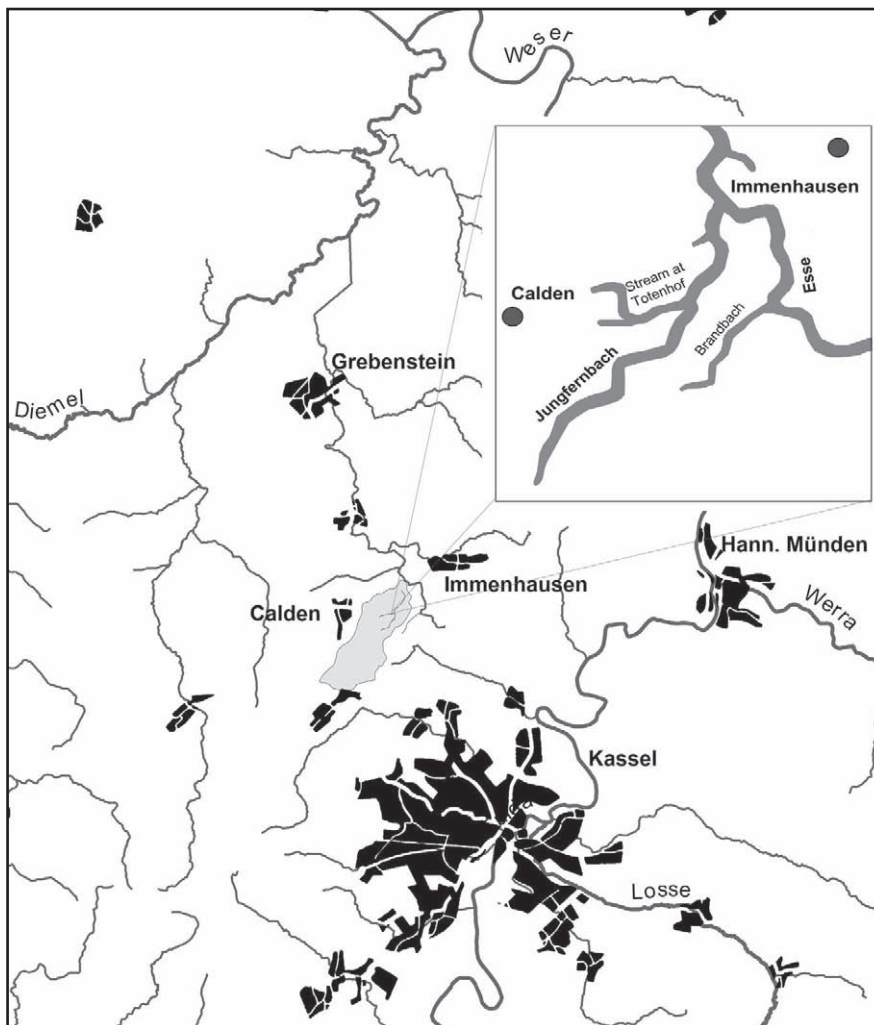 Weser
Immenhausen
Calden
Stream at
Totenhof
Esse
Brandbach
Jungfernbach
Grebenstein
Diemel
Hann. Münden
Immenhausen
Calden
Werra
Kassel
Losse